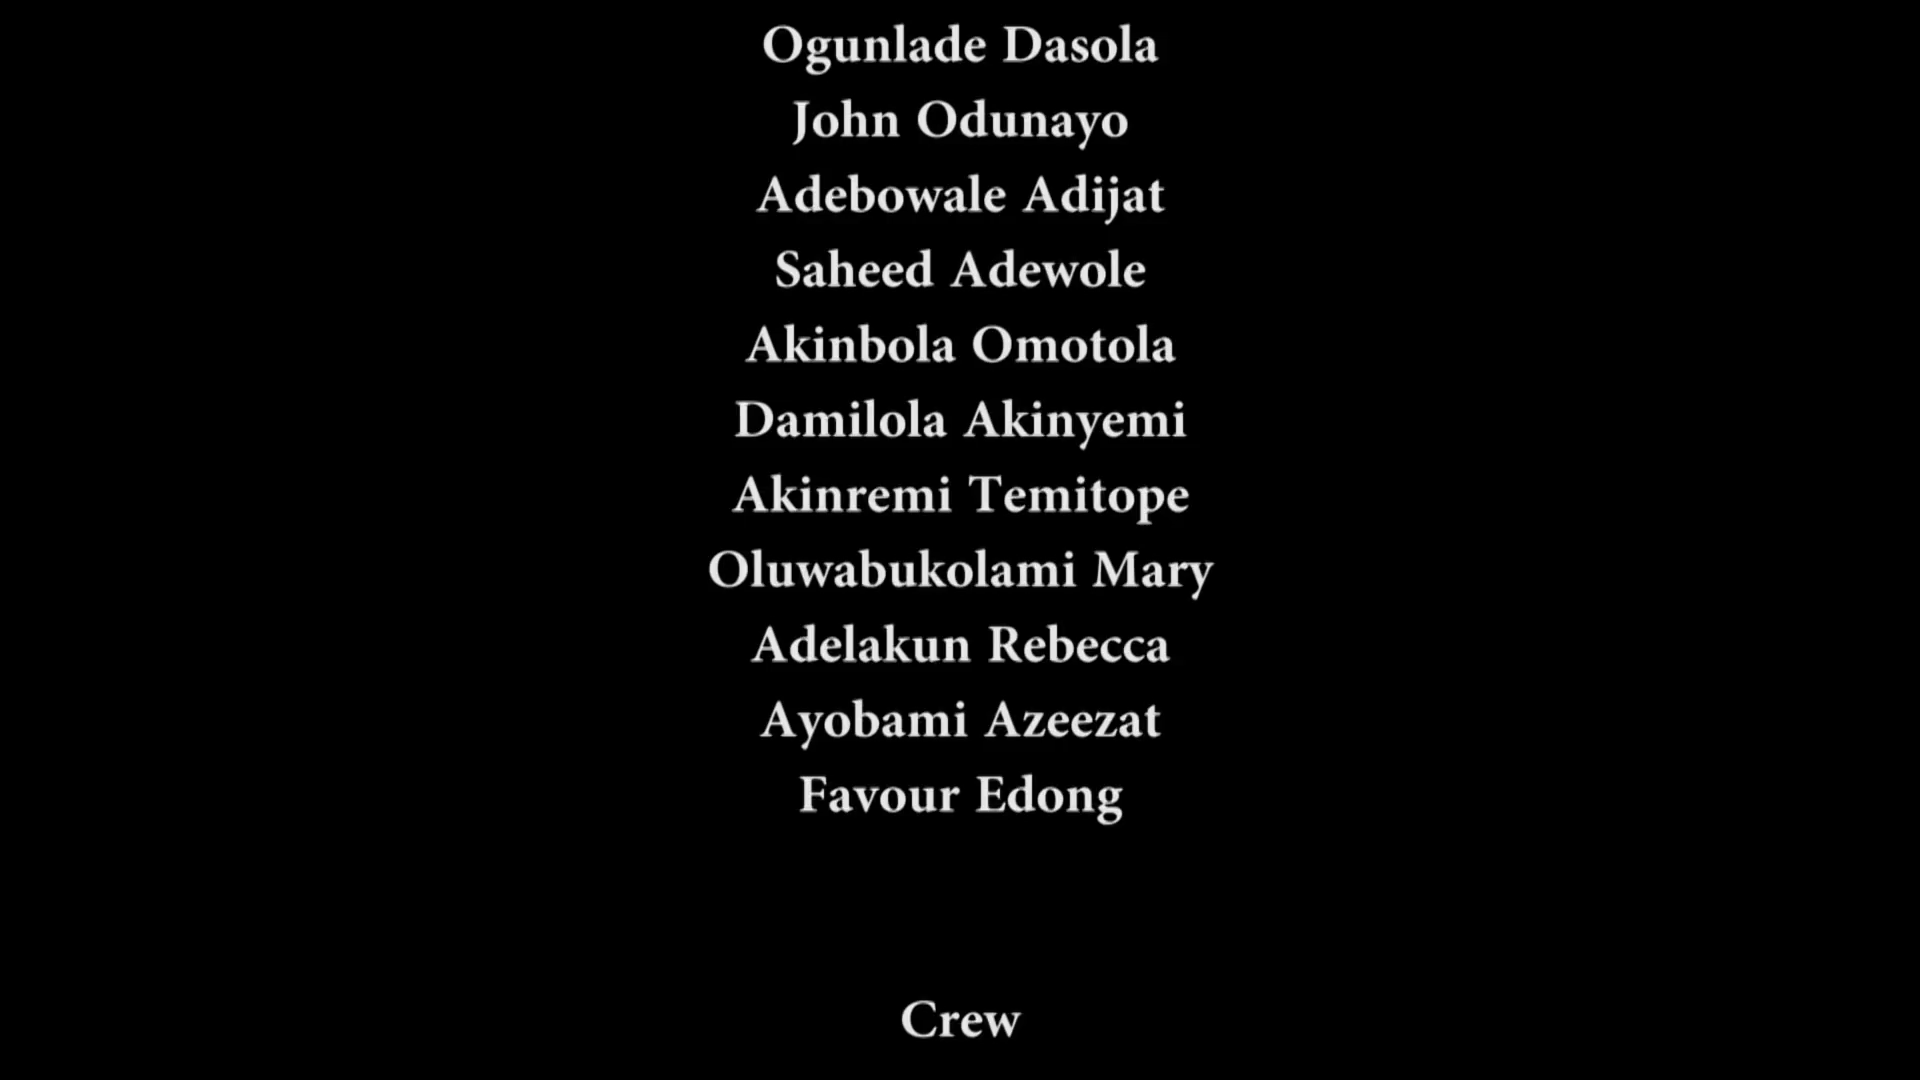 Ogunlade Dasola
John Odunayo
Adebowale Adijat
Saheed Adewole
Akinbola Omotola
Damilola Akinyemi
Akinremi Temitope
Oluwabukolami Mary
Adelakun Rebecca
Ayobami Azeezat
Favour Edong
Crew